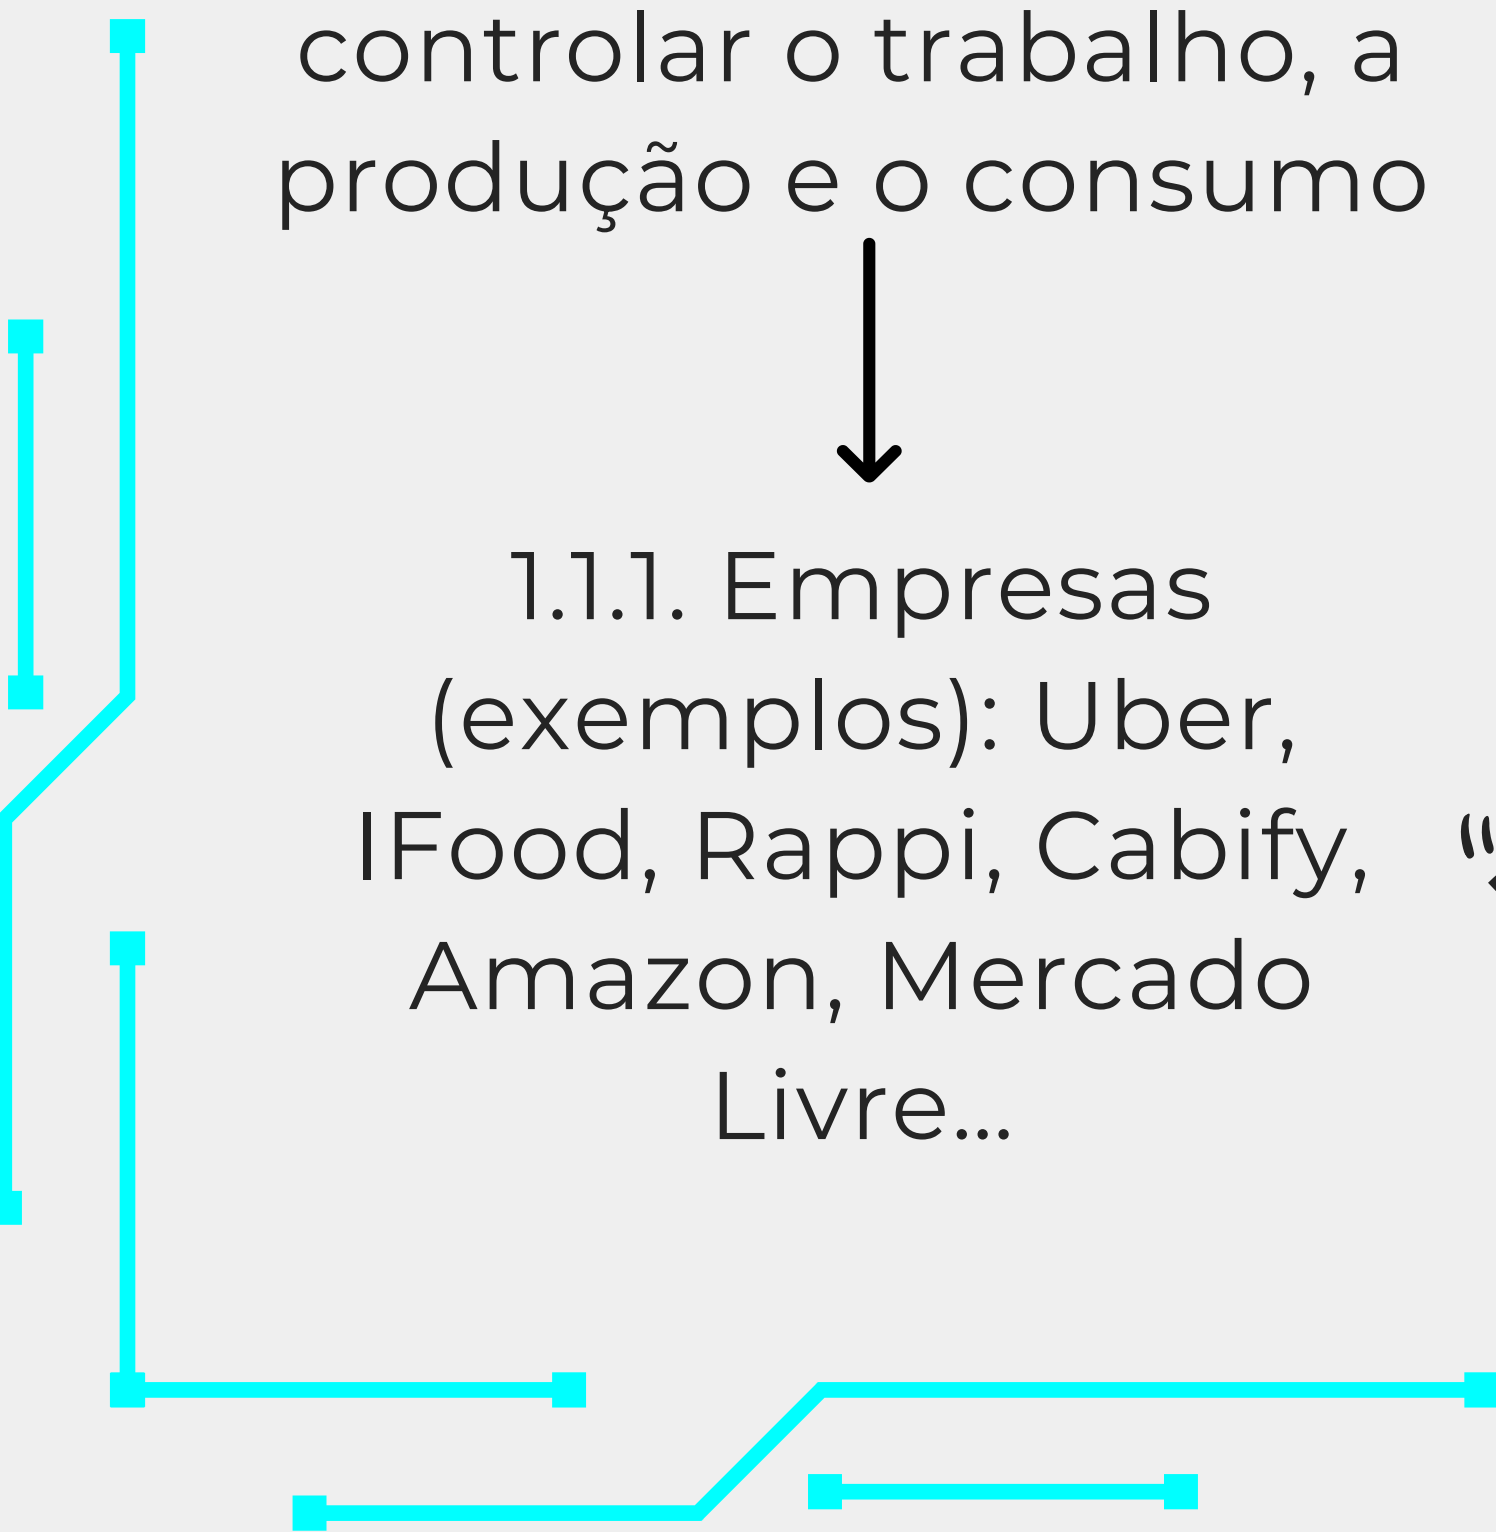 controlar o trabalho, a
produção e o consumo
1.1.1. Empresas
(exemplos): Uber,
IFood, Rappi, Cabify,
Amazon, Mercado
Livre...